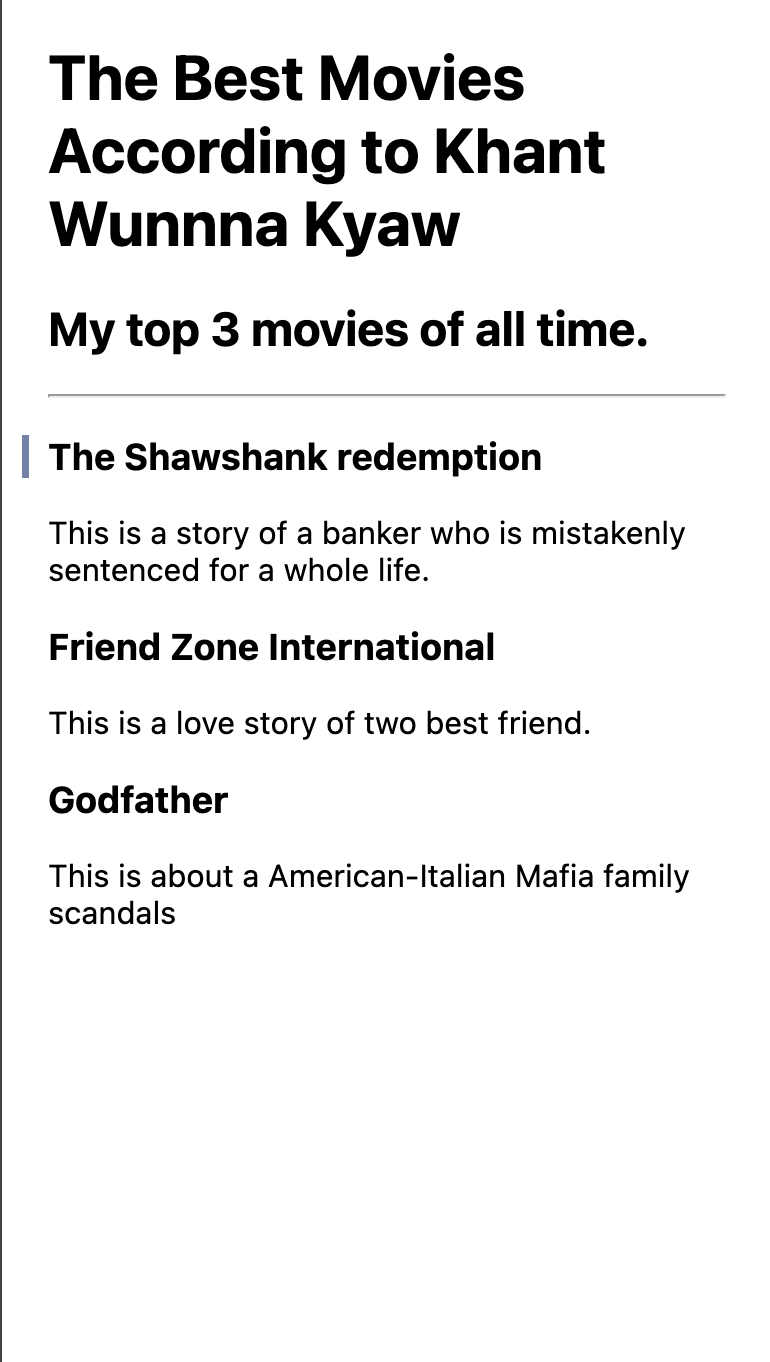 The Best Movies
According to Khant
Wunnna Kyaw
My top 3 movies of all time.
The Shawshank redemption
This is a story of a banker who is mistakenly
sentenced for a whole life.
Friend Zone International
This is a love story of two best friend.
Godfather
This is about a American-Italian Mafia family
scandals